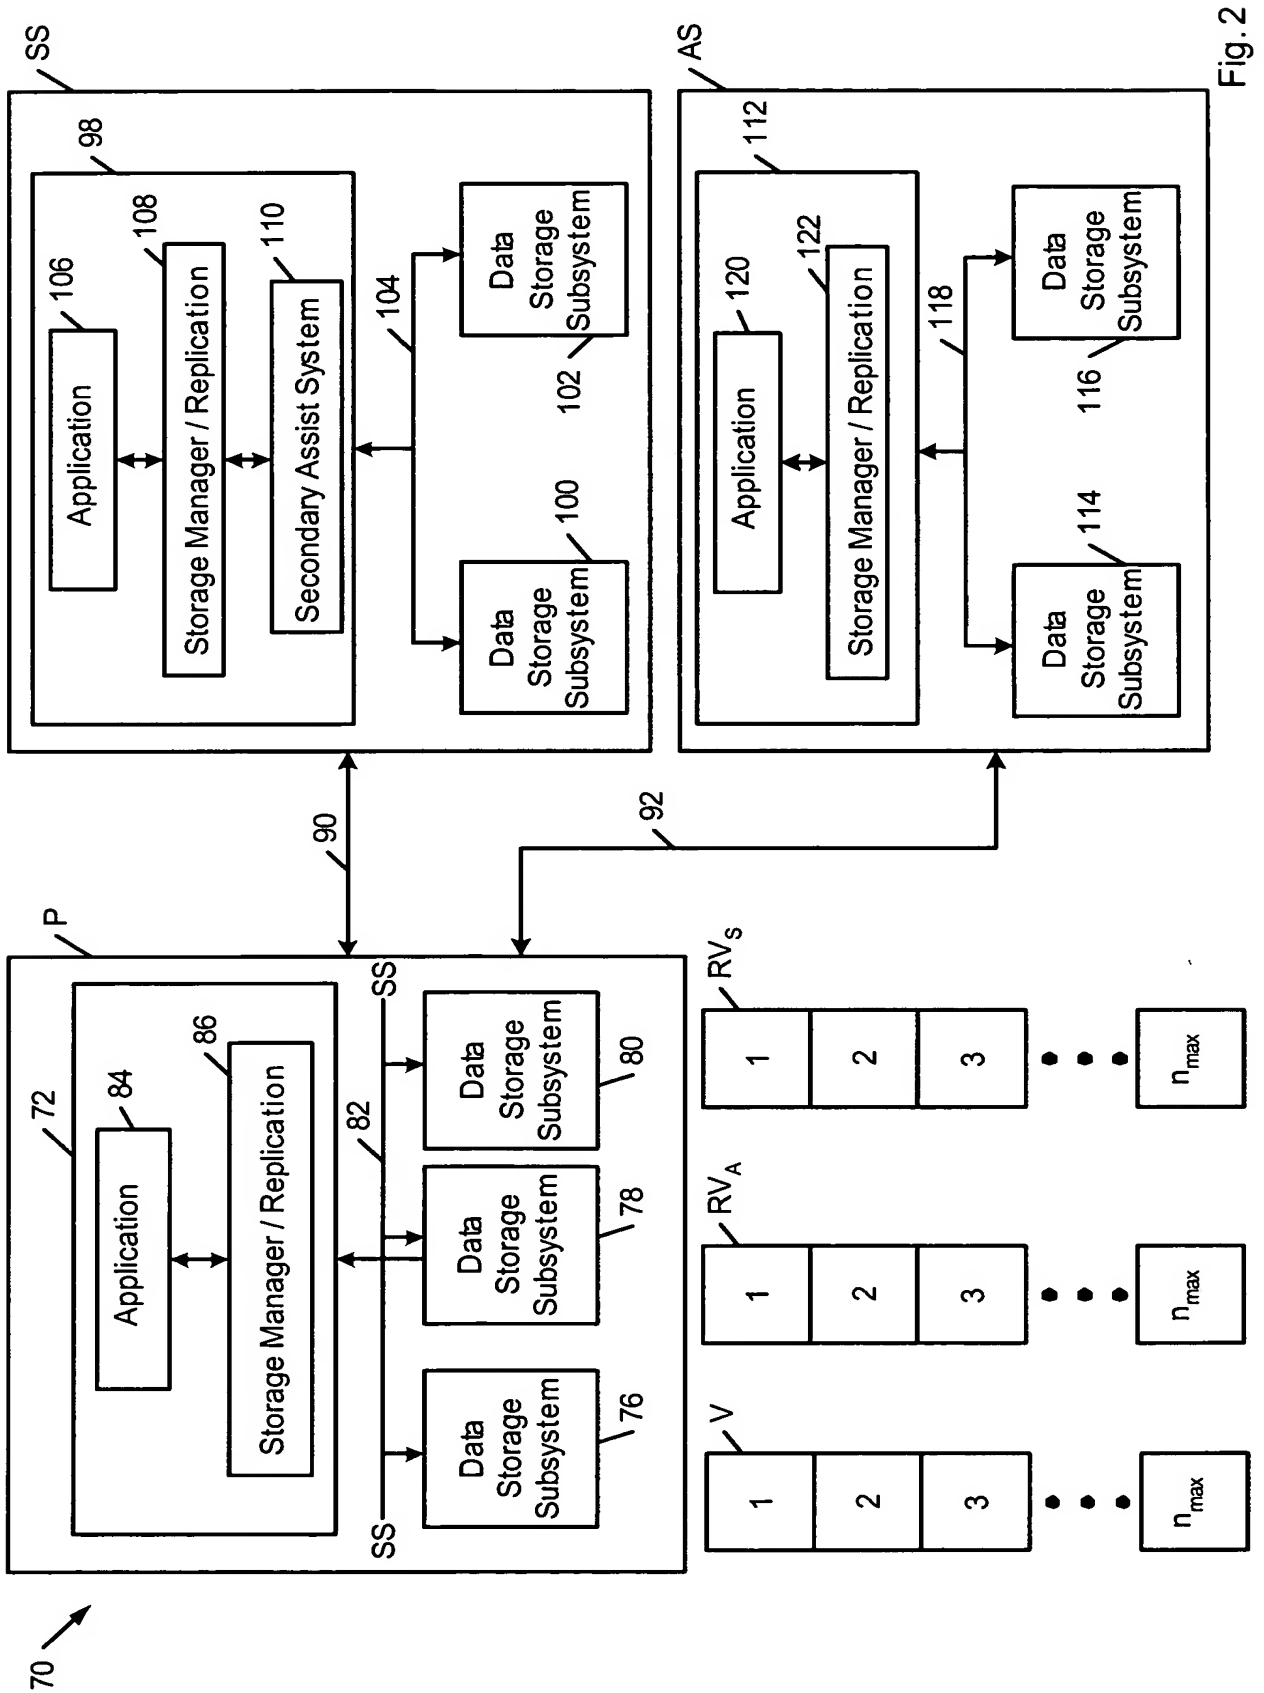 70
P
72
84
Application
86
Storage Manager / Replication
SS
82
SS
Data
Storage
Subsystem
76
Data
Storage
Subsystem
78
Data
Storage
Subsystem
80
90
92
SS
98
106
Application
108
Storage Manager / Replication
110
Secondary Assist System
104
Data
Storage
Subsystem
100
Data
Storage
Subsystem
102
AS
112
120
Application
122
Storage Manager / Replication
118
Data
Storage
Subsystem
114
Data
Storage
Subsystem
116
V
1
2
3
nmax
RVA
1
2
3
nmax
RVS
1
2
3
nmax
Fig. 2